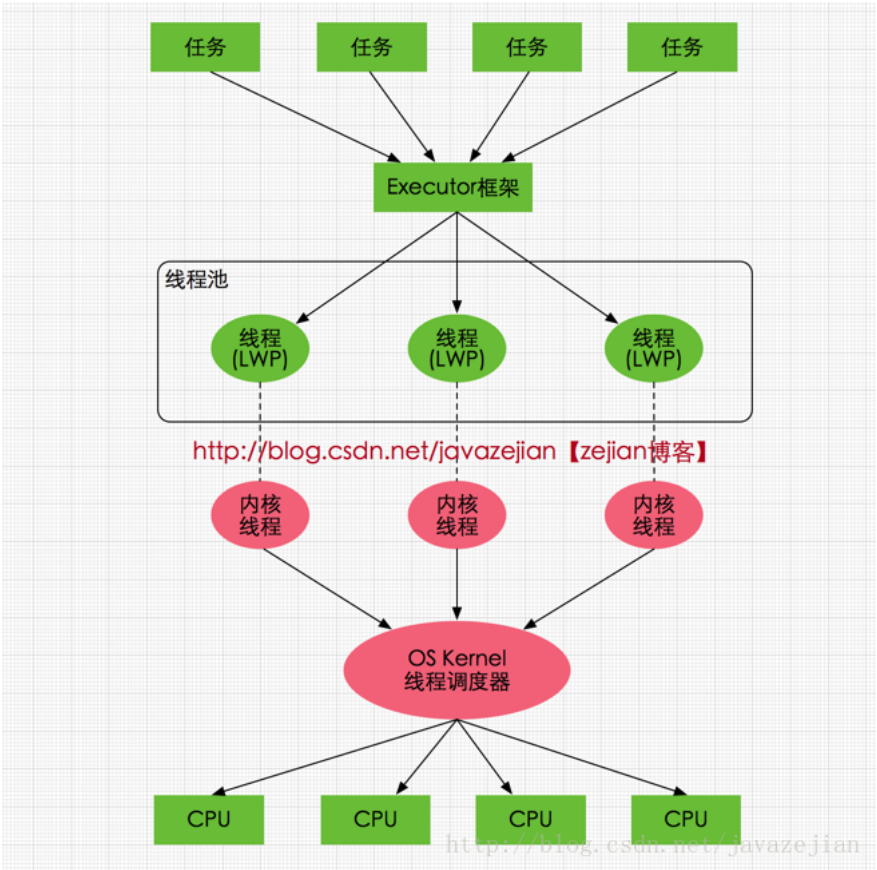 任务
任务
任务
任务
Executor框架
线程池
线程
(LWP)
线程
(LWP)
线程
(LWP)
http://blog.csdn.net/javazejian【zejian博客】
内核
线程
内核
线程
内核
线程
OS Kernel
线程调度器
CPU
CPU
CPU
CPU
http://blog.csdn.net/javazejian